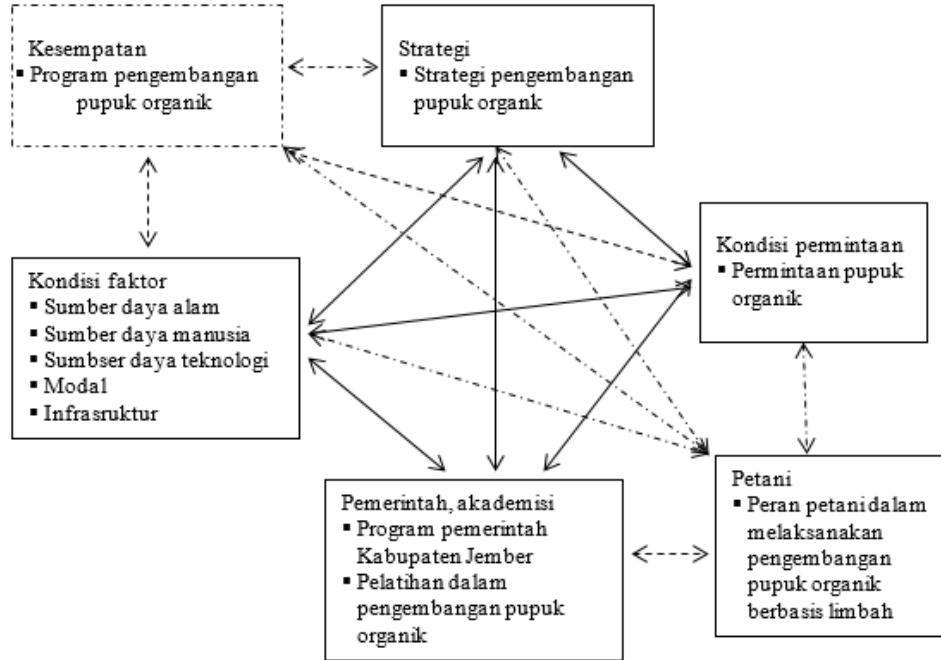 Kesempatan
▪ Program pengembangan
pupuk organik
Strategi
▪ Strategi pengembangan
pupuk organk
Kondisi permintaan
▪ Permintaan pupuk
organik
Kondisi faktor
▪ Sumber daya alam
▪ Sumber daya manusia
▪ Sumbser daya teknologi
▪ Modal
▪ Infrasruktur
Pemerintah, akademisi
▪ Program pemerintah
Kabupaten Jember
▪ Pelatihan dalam
pengembangan pupuk
organik
Petani
▪ Peran petani dalam
melaksanakan
pengembangan
pupuk organik
berbasis limbah